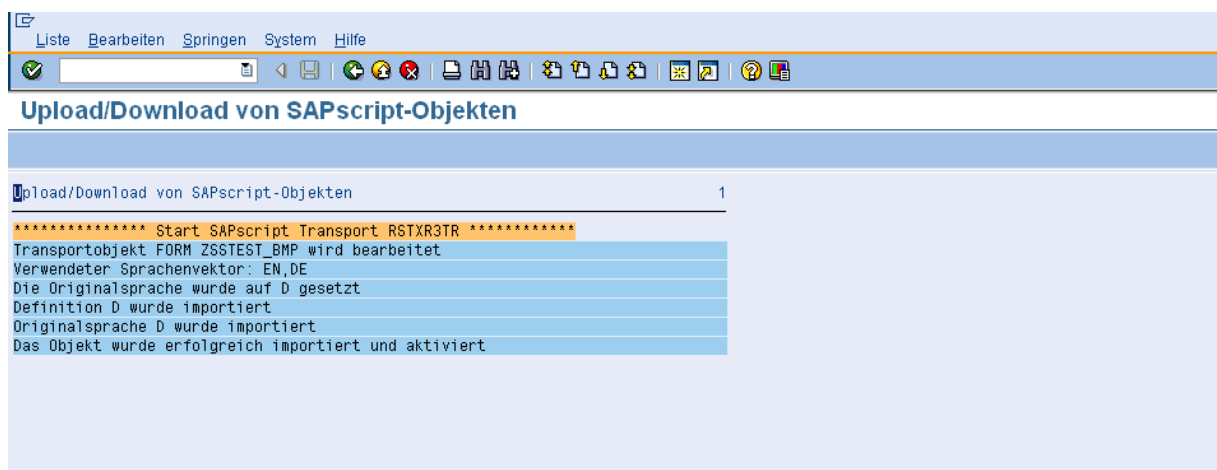 Liste Bearbeiten Springen System Hilfe
Upload/Download von SAPscript-Objekten
Upload/Download von SAPscript-Objekten 1
*************** Start SAPscript Transport RSTXR3TR ************
Transportobjekt FORM ZSSTEST_BMP wird bearbeitet
Verwendeter Sprachenvektor: EN,DE
Die Originalsprache wurde auf D gesetzt
Definition D wurde importiert
Originalsprache D wurde importiert
Das Objekt wurde erfolgreich importiert und aktiviert